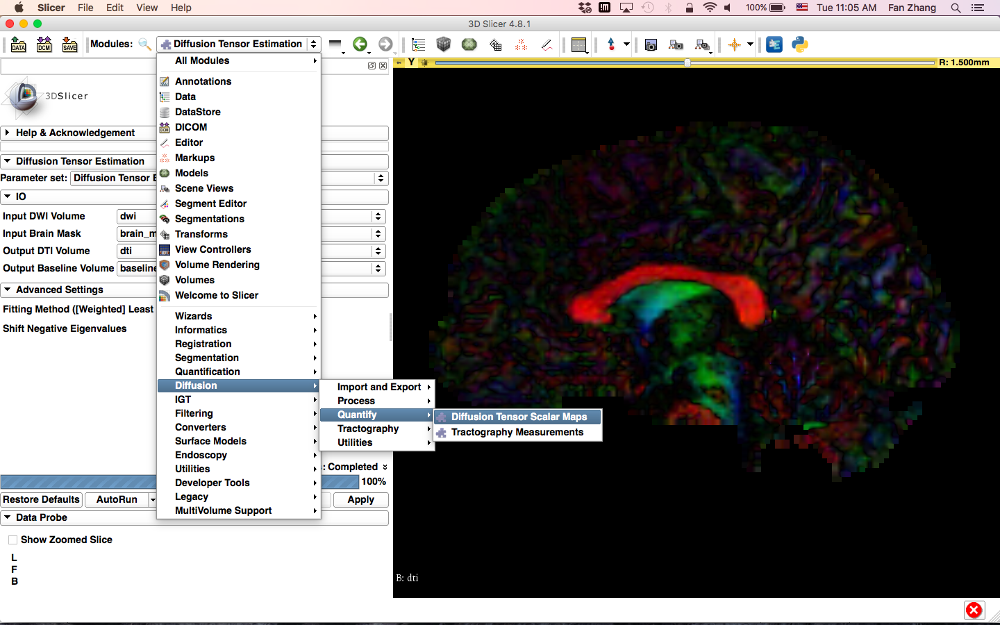 Slicer File Edit View Help 100% Tue 11:05 AM Fan Zhang
3D Slicer 4.8.1
DATA DCM SAVE Modules: Diffusion Tensor Estimation
Y R: 1.500mm
3DSlicer
Help & Acknowledgement
Diffusion Tensor Estimation
Parameter set: Diffusion Tensor E
IO
Input DWI Volume dwi
Input Brain Mask brain_m
Output DTI Volume dti
Output Baseline Volume baseline
Advanced Settings
Fitting Method ([Weighted] Least
Shift Negative Eigenvalues
: Completed
100%
Restore Defaults AutoRun Apply
Data Probe
Show Zoomed Slice
L
F
B
All Modules
Annotations
Data
DataStore
DICOM
Editor
Markups
Models
Scene Views
Segment Editor
Segmentations
Transforms
View Controllers
Volume Rendering
Volumes
Welcome to Slicer
Wizards
Informatics
Registration
Segmentation
Quantification
Diffusion
IGT
Filtering
Converters
Surface Models
Endoscopy
Utilities
Developer Tools
Legacy
MultiVolume Support
Import and Export
Process
Quantify
Tractography
Utilities
Diffusion Tensor Scalar Maps
Tractography Measurements
B: dti